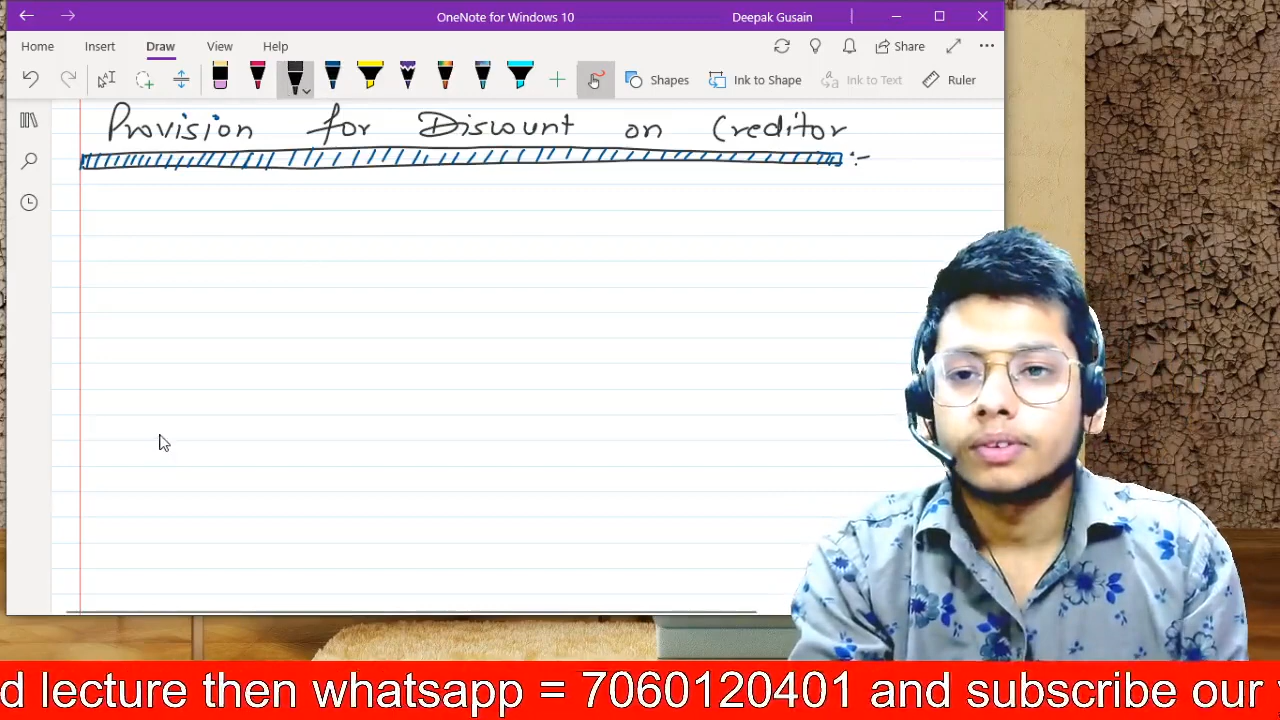 OneNote for Windows 10
Deepak Gusain
Home Insert Draw View Help
Share
Shapes Ink to Shape Ink to Text Ruler
Provision for Discount on Creditor :-
d lecture then whatsapp = 7060120401 and subscribe our